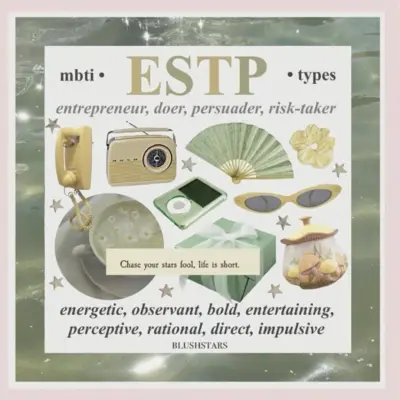 mbti • ESTP • types
entrepreneur, doer, persuader, risk-taker
Chase your stars fool, life is short.
energetic, observant, bold, entertaining,
perceptive, rational, direct, impulsive
BLUSHSTARS